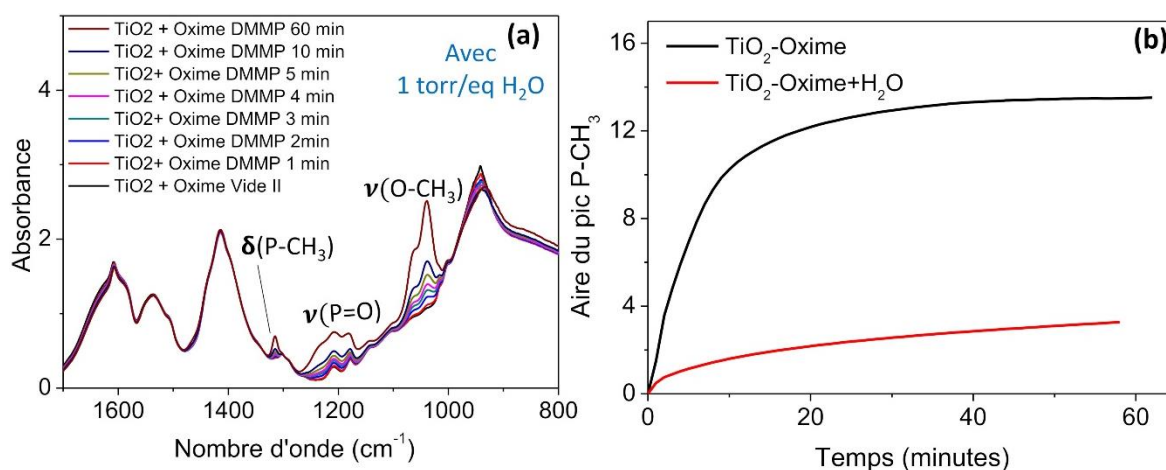 TiO2 + Oxime DMMP 60 min
TiO2 + Oxime DMMP 10 min
TiO2+ Oxime DMMP 5 min
TiO2 + Oxime DMMP 4 min
TiO2+ Oxime DMMP 3 min
TiO2 + Oxime DMMP 2min
TiO2+ Oxime DMMP 1 min
TiO2 + Oxime Vide II
(a)
Avec
1 torr/eq H₂O
ν(O-CH₃)
δ(P-CH₃)
ν(P=O)
Absorbance
4
2
0
1600 1400 1200 1000 800
Nombre d'onde (cm⁻¹)
(b)
TiO₂-Oxime
TiO₂-Oxime+H₂O
Aire du pic P-CH₃
16
12
8
4
0
0 20 40 60
Temps (minutes)